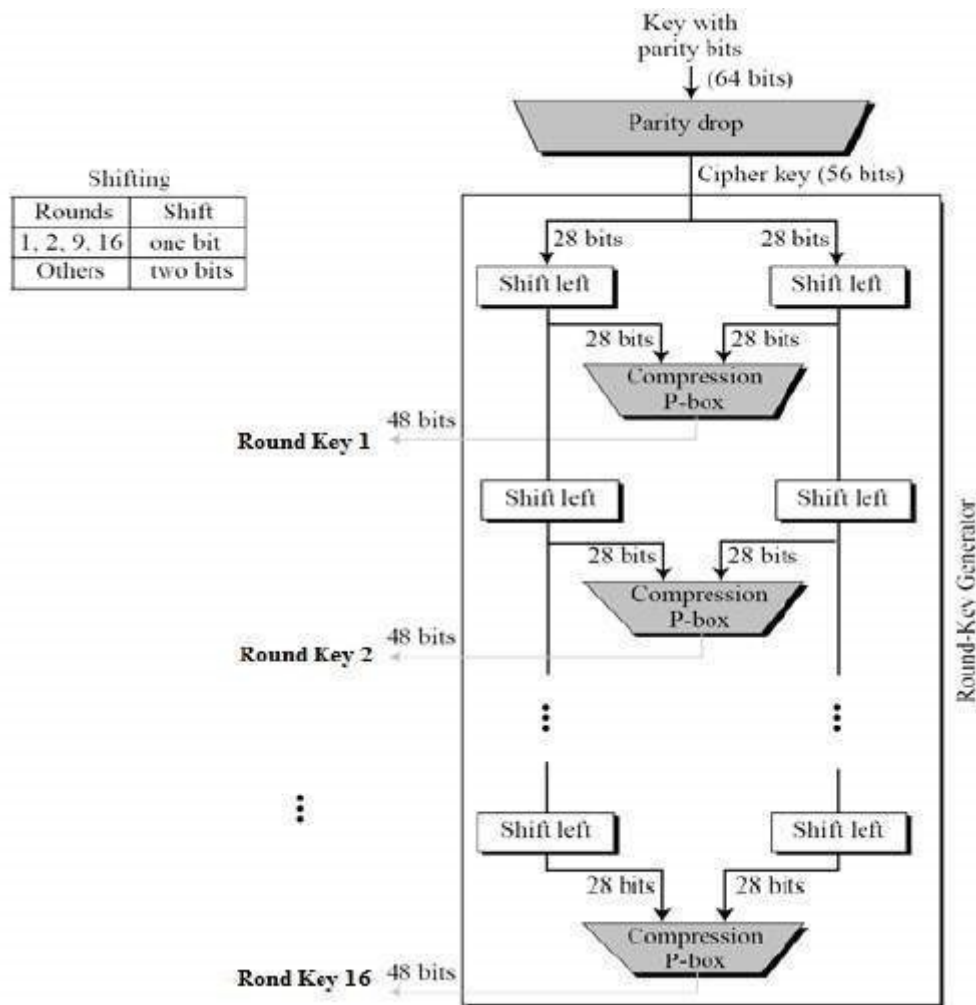 Key with
parity bits
(64 bits)
Parity drop
Cipher key (56 bits)
Shifting
Rounds Shift
1, 2, 9, 16 one bit
Others two bits
28 bits 28 bits
Shift left Shift left
28 bits 28 bits
Compression
P-box
48 bits
Round Key 1
Shift left Shift left
28 bits 28 bits
Compression
P-box
48 bits
Round Key 2
Round-Key Generator
Shift left Shift left
28 bits 28 bits
Compression
P-box
Rond Key 16 48 bits